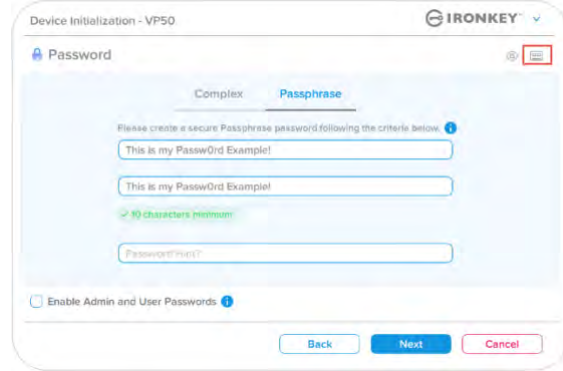 Device Initialization - VP50
IRONKEY™
Password
Complex Passphrase
Please create a secure Passphrase password following the criteria below.
This is my Passw0rd Example!
This is my Passw0rd Example!
✓ 10 characters minimum
Password Hint?
Enable Admin and User Passwords
Back Next Cancel